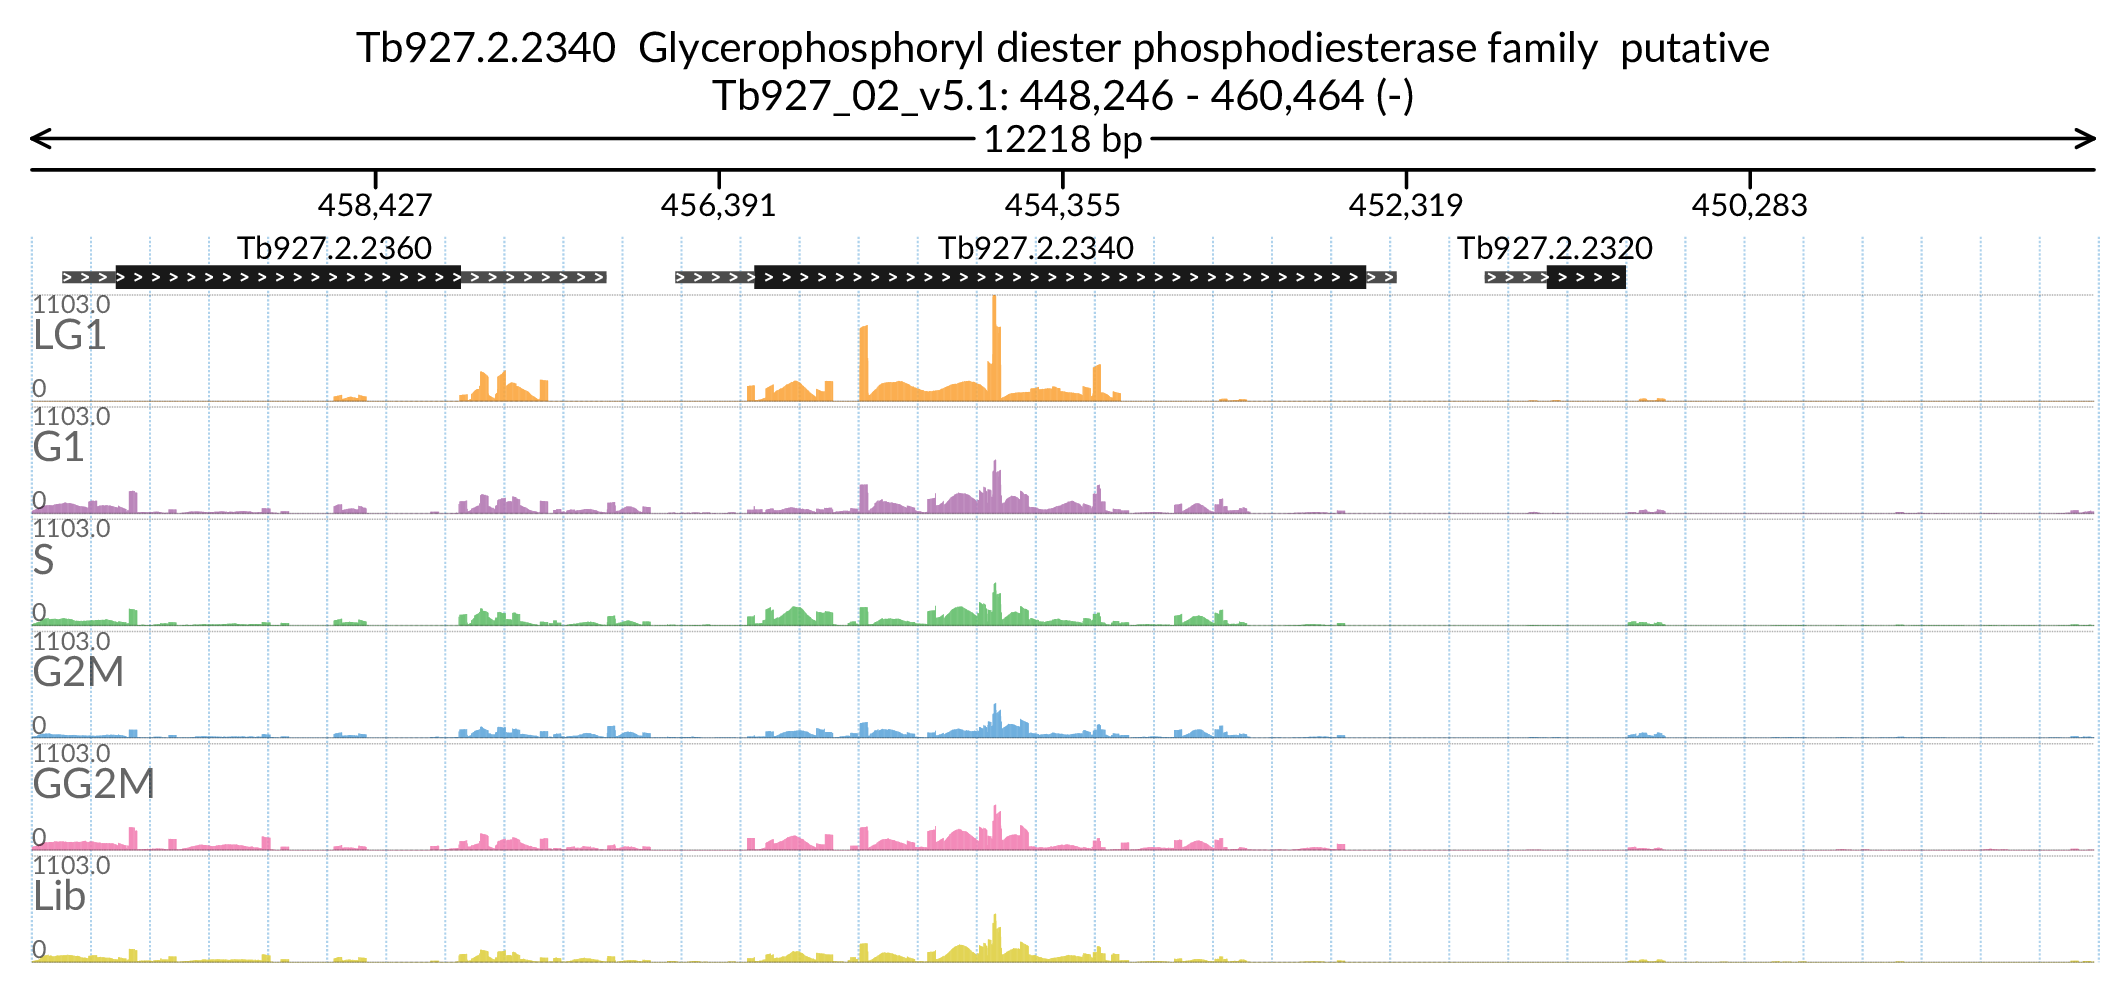 Tb927.2.2340  Glycerophosphoryl diester phosphodiesterase family  putative
Tb927_02_v5.1: 448,246 - 460,464 (-)
12218 bp
458,427 456,391 454,355 452,319 450,283
Tb927.2.2360 Tb927.2.2340 Tb927.2.2320
1103.0
LG1
0
1103.0
G1
0
1103.0
S
0
1103.0
G2M
0
1103.0
GG2M
0
1103.0
Lib
0